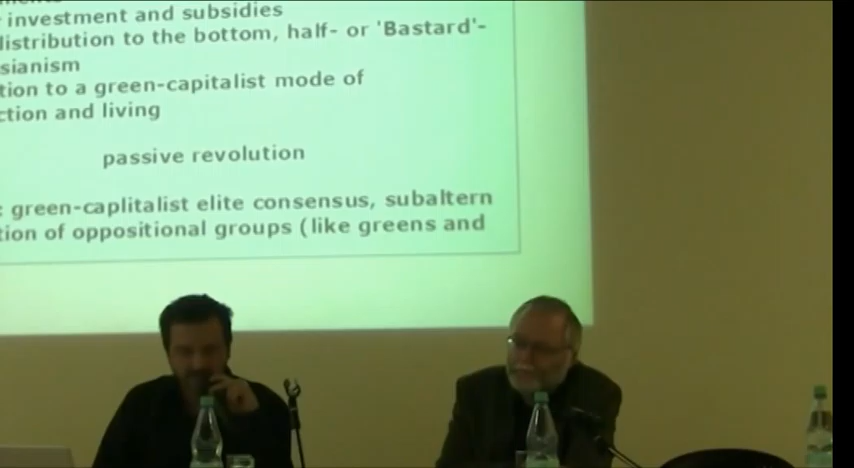 investment and subsidies
distribution to the bottom, half- or 'Bastard'-
sianism
tion to a green-capitalist mode of
ction and living
passive revolution
: green-caplitalist elite consensus, subaltern
tion of oppositional groups (like greens and